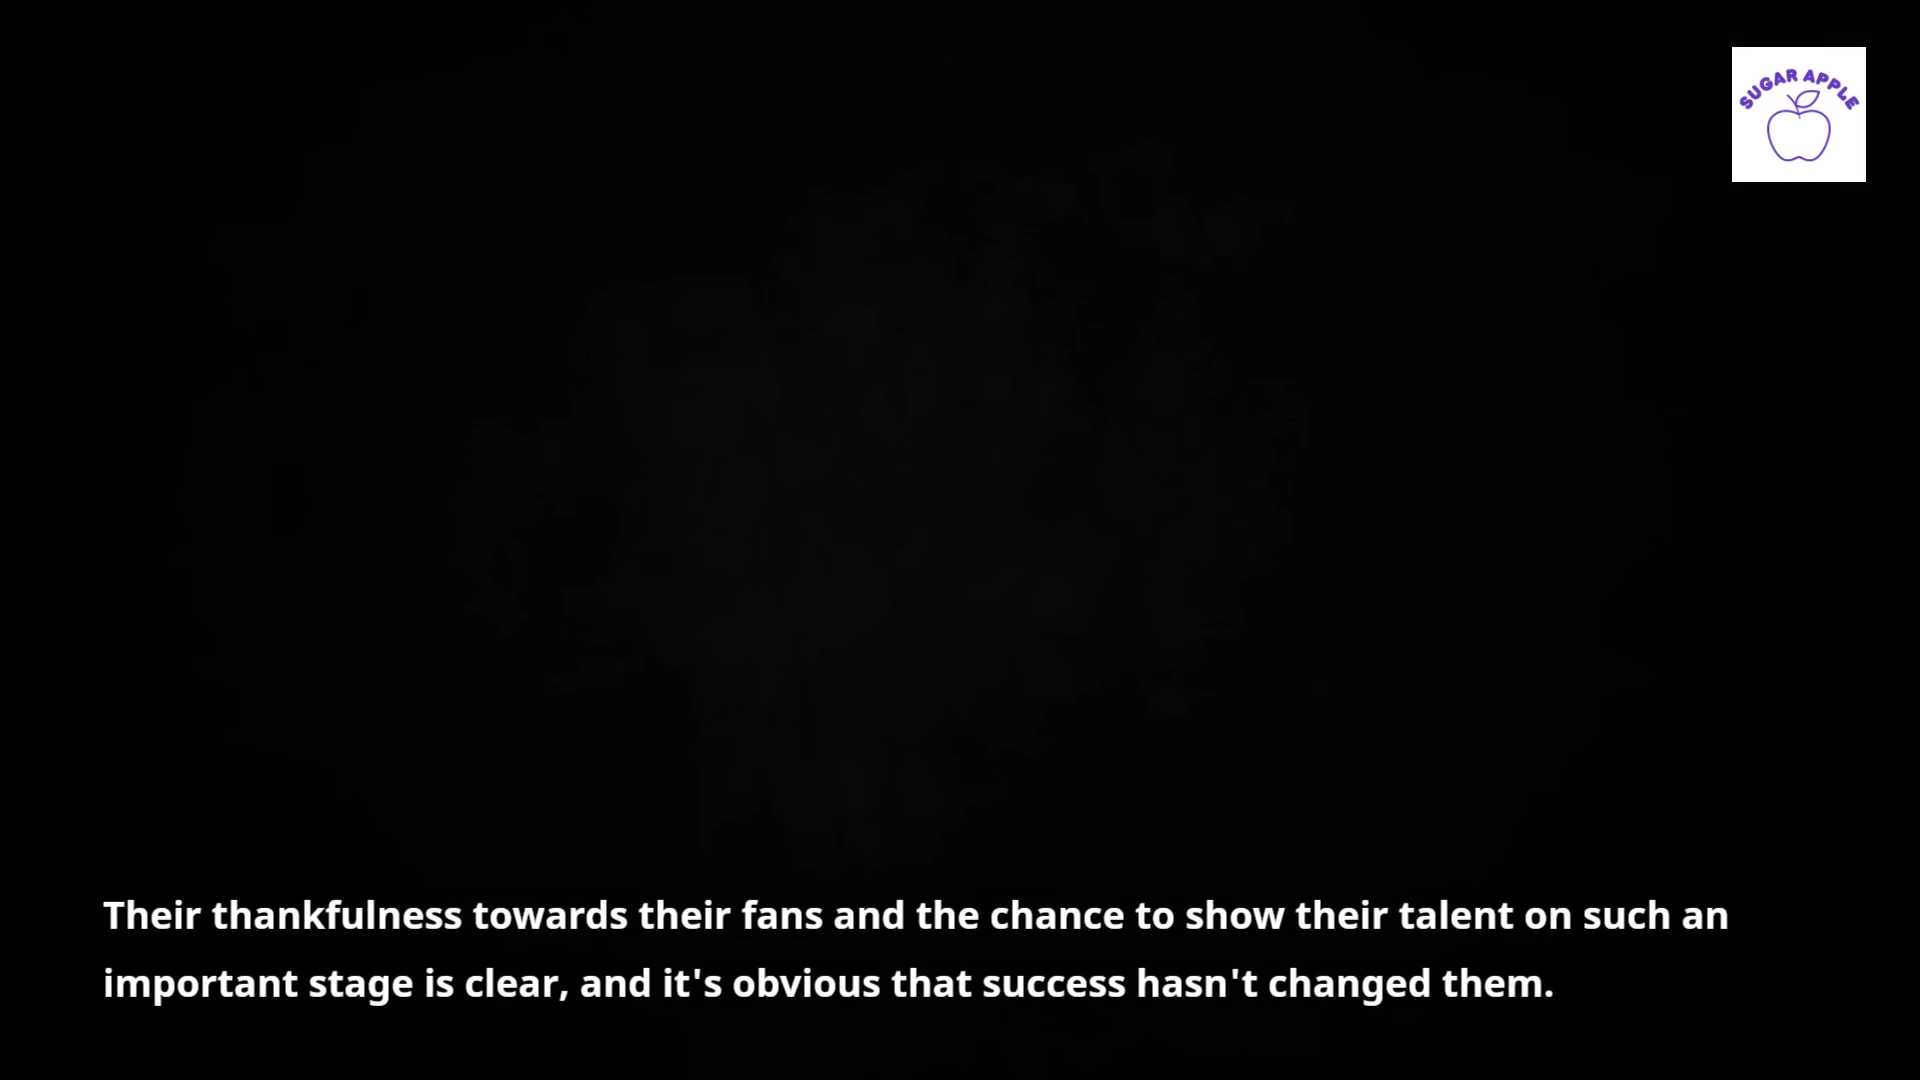 SUGAR APPLE
Their thankfulness towards their fans and the chance to show their talent on such an
important stage is clear, and it's obvious that success hasn't changed them.